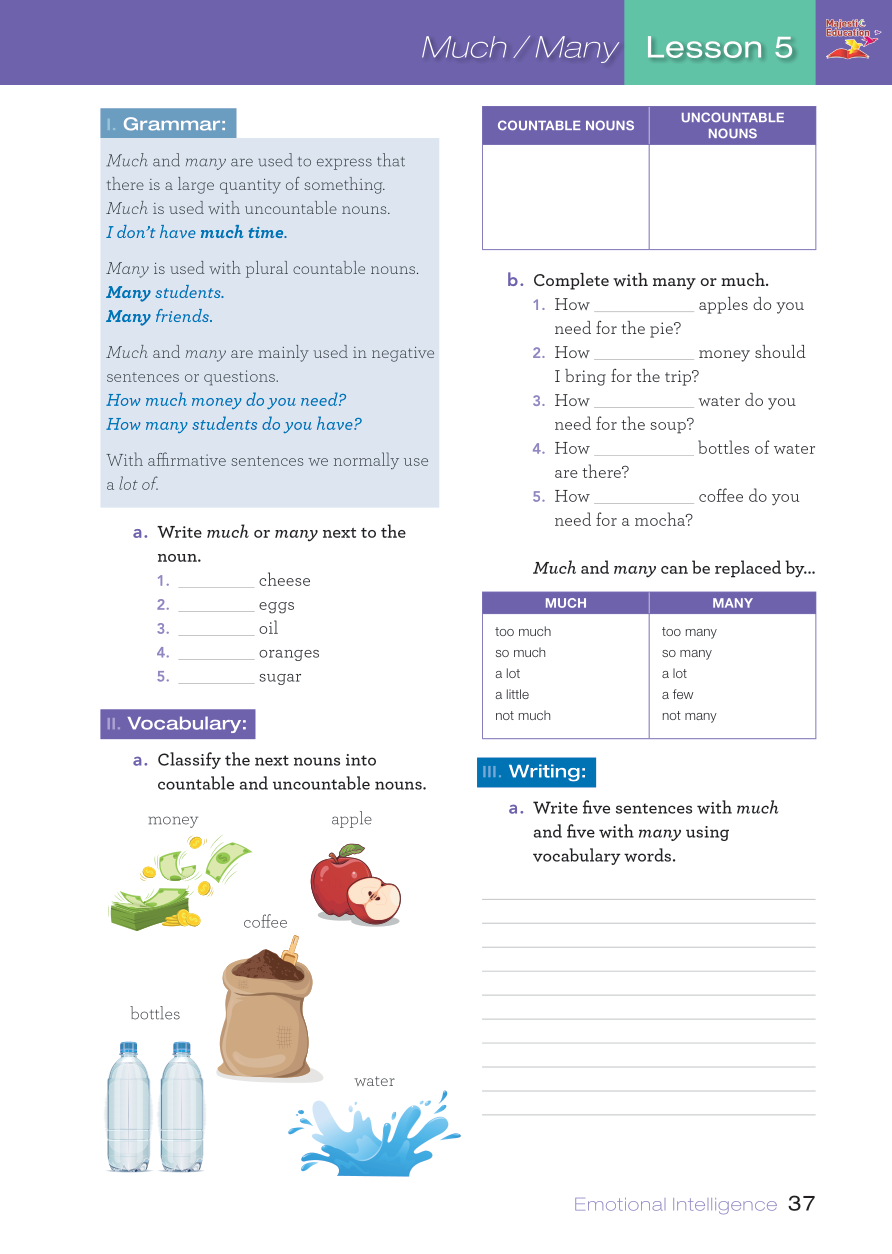 Much / Many Lesson 5
Majestic
Education
I. Grammar:
Much and many are used to express that
there is a large quantity of something.
Much is used with uncountable nouns.
I don't have much time.
Many is used with plural countable nouns.
Many students.
Many friends.
Much and many are mainly used in negative
sentences or questions.
How much money do you need?
How many students do you have?
With affirmative sentences we normally use
a lot of.
a. Write much or many next to the
noun.
1. __________ cheese
2. __________ eggs
3. __________ oil
4. __________ oranges
5. __________ sugar
II. Vocabulary:
a. Classify the next nouns into
countable and uncountable nouns.
money
apple
coffee
bottles
water
COUNTABLE NOUNS
UNCOUNTABLE
NOUNS
b. Complete with many or much.
1. How _____________ apples do you
need for the pie?
2. How _____________ money should
I bring for the trip?
3. How _____________ water do you
need for the soup?
4. How _____________ bottles of water
are there?
5. How _____________ coffee do you
need for a mocha?
Much and many can be replaced by...
MUCH MANY
too much too many
so much so many
a lot a lot
a little a few
not much not many
III. Writing:
a. Write five sentences with much
and five with many using
vocabulary words.
Emotional Intelligence 37